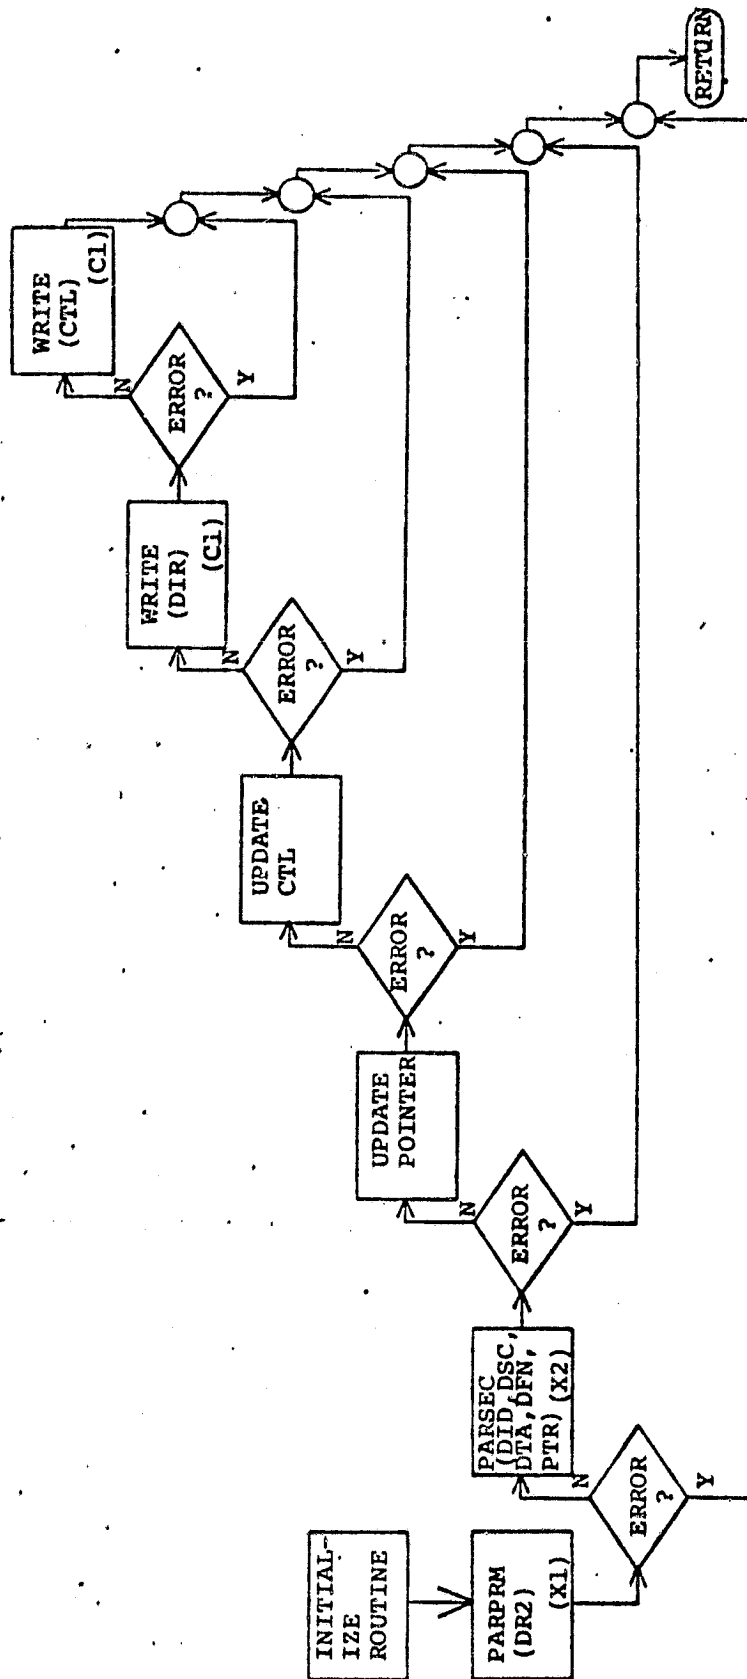 INITIAL-
IZE
ROUTINE
PARPRM
(DR2)
(X1)
ERROR
?
N
Y
PARSEC
(DID,DSC,
DTA,DFN,
PTR)(X2)
ERROR
?
N
Y
UPDATE
POINTER
ERROR
?
N
Y
UPDATE
CTL
ERROR
?
N
Y
WRITE
(DIR)
(C1)
ERROR
?
N
Y
WRITE
(CTL)
(C1)
RETURN